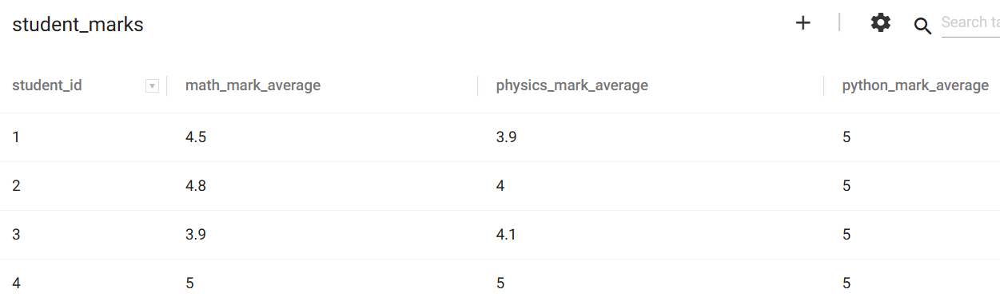 student_marks
Search ta
student_id math_mark_average physics_mark_average python_mark_average
1 4.5 3.9 5
2 4.8 4 5
3 3.9 4.1 5
4 5 5 5